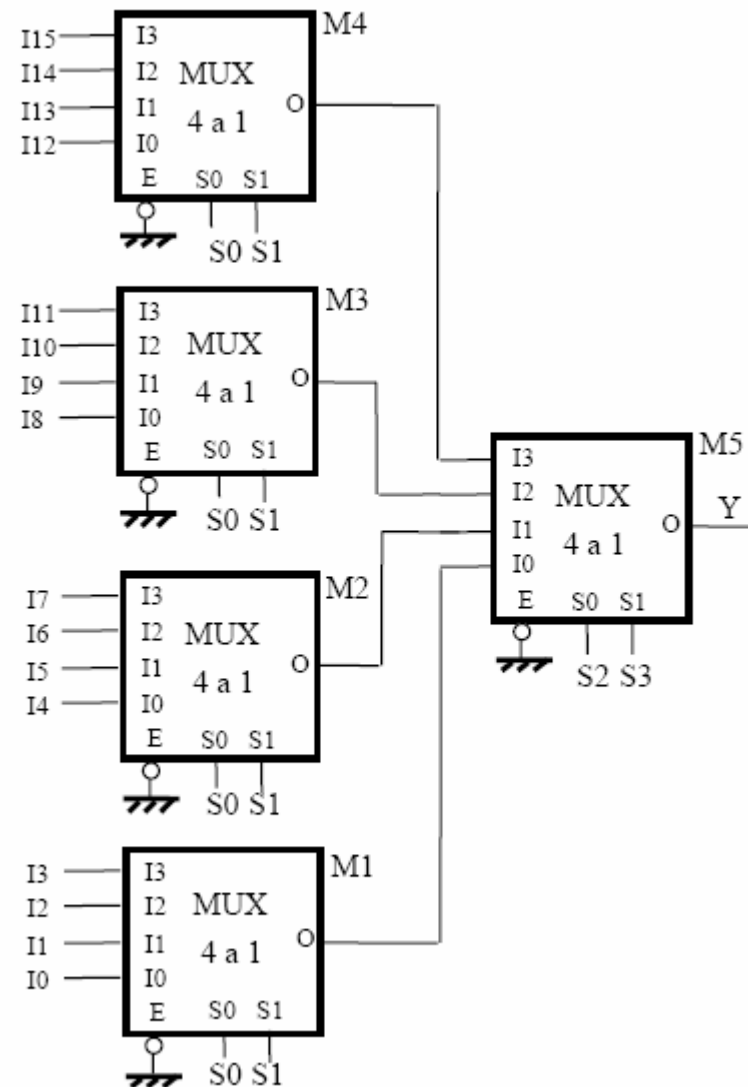 M4
I15 I3
I14 I2 MUX
I13 I1 O
4 a 1
I12 I0
E S0 S1
S0 S1
M3
I11 I3
I10 I2 MUX
I9 I1 O
4 a 1
I8 I0
E S0 S1
S0 S1
M5
I3
I2 MUX Y
I1 O
4 a 1
I0
E S0 S1
S2 S3
M2
I7 I3
I6 I2 MUX
I5 I1 O
4 a 1
I4 I0
E S0 S1
S0 S1
M1
I3 I3
I2 I2 MUX
I1 I1 O
4 a 1
I0 I0
E S0 S1
S0 S1